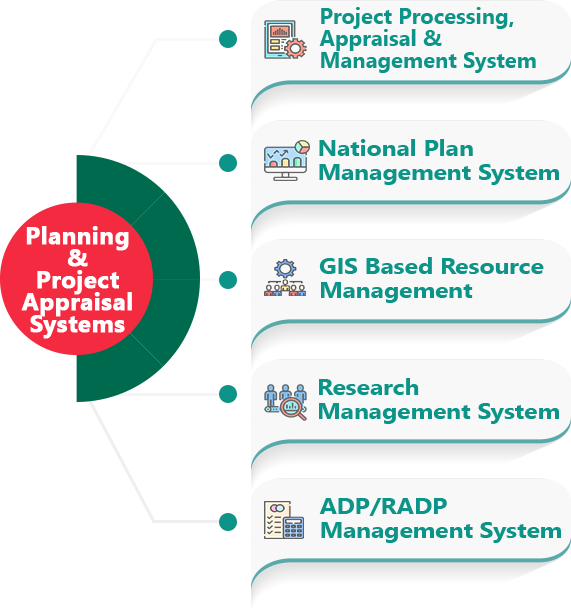 Planning
&
Project
Appraisal
Systems
Project Processing,
Appraisal &
Management System
National Plan
Management System
GIS Based Resource
Management
Research
Management System
ADP/RADP
Management System